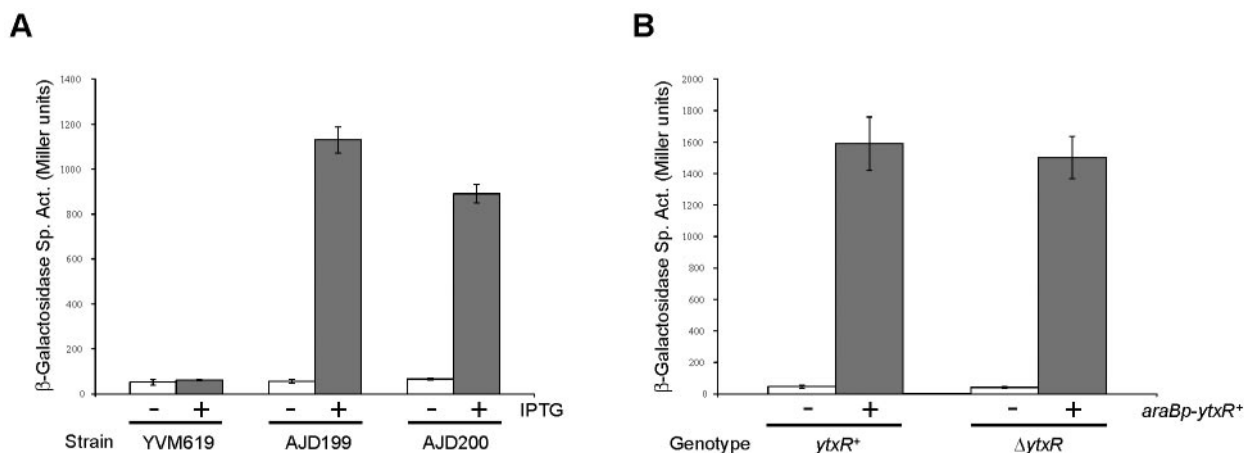 A
β-Galactosidase Sp. Act. (Miller units)
1400
1200
1000
800
600
400
200
0
- + - + - + IPTG
Strain YVM619 AJD199 AJD200
B
β-Galactosidase Sp. Act. (Miller units)
2000
1800
1600
1400
1200
1000
800
600
400
200
0
- + - + araBp-ytxR⁺
Genotype ytxR⁺ ΔytxR